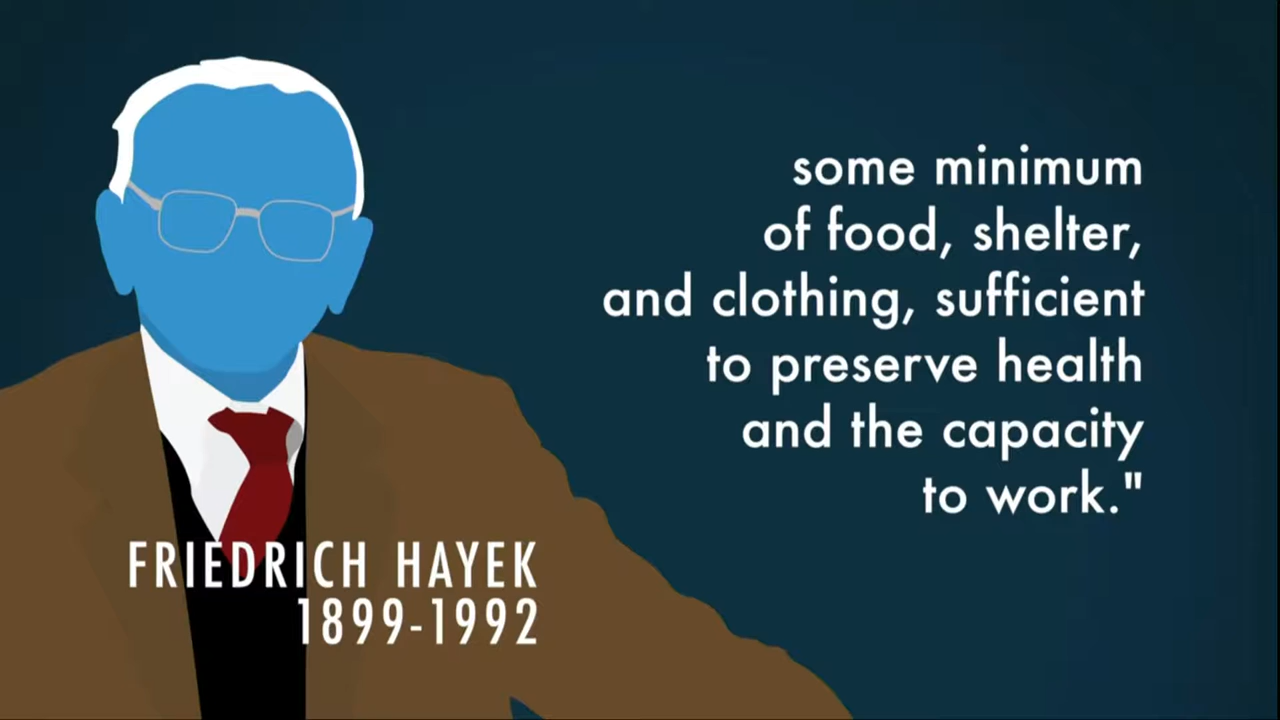 some minimum
of food, shelter,
and clothing, sufficient
to preserve health
and the capacity
to work."
FRIEDRICH HAYEK
1899-1992